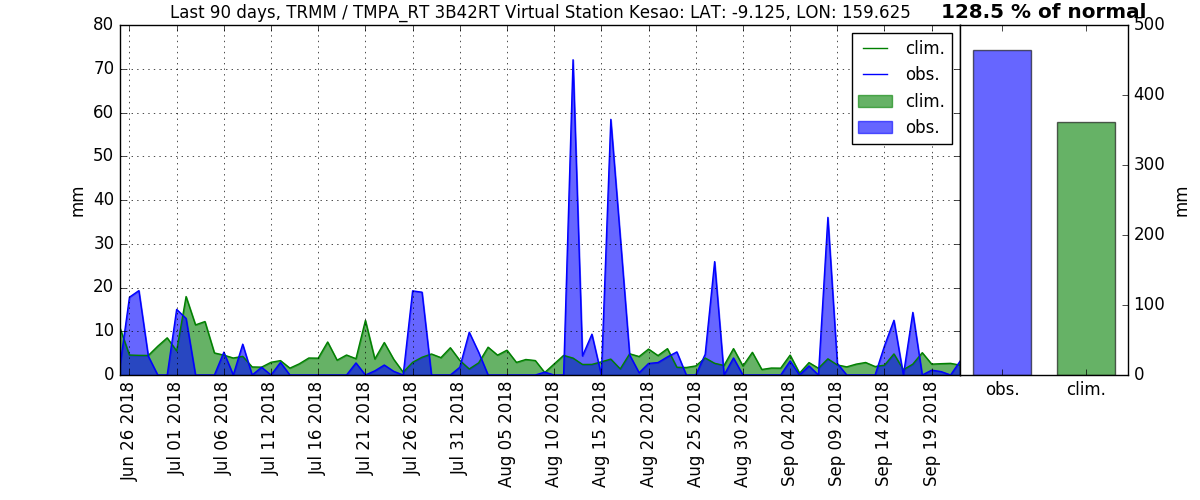 Last 90 days, TRMM / TMPA_RT 3B42RT Virtual Station Kesao: LAT: -9.125, LON: 159.625
128.5 % of normal
80
70
60
50
40
30
20
10
0
mm
clim.
obs.
clim.
obs.
500
400
300
200
100
0
mm
Jun 26 2018
Jul 01 2018
Jul 06 2018
Jul 11 2018
Jul 16 2018
Jul 21 2018
Jul 26 2018
Jul 31 2018
Aug 05 2018
Aug 10 2018
Aug 15 2018
Aug 20 2018
Aug 25 2018
Aug 30 2018
Sep 04 2018
Sep 09 2018
Sep 14 2018
Sep 19 2018
obs.
clim.